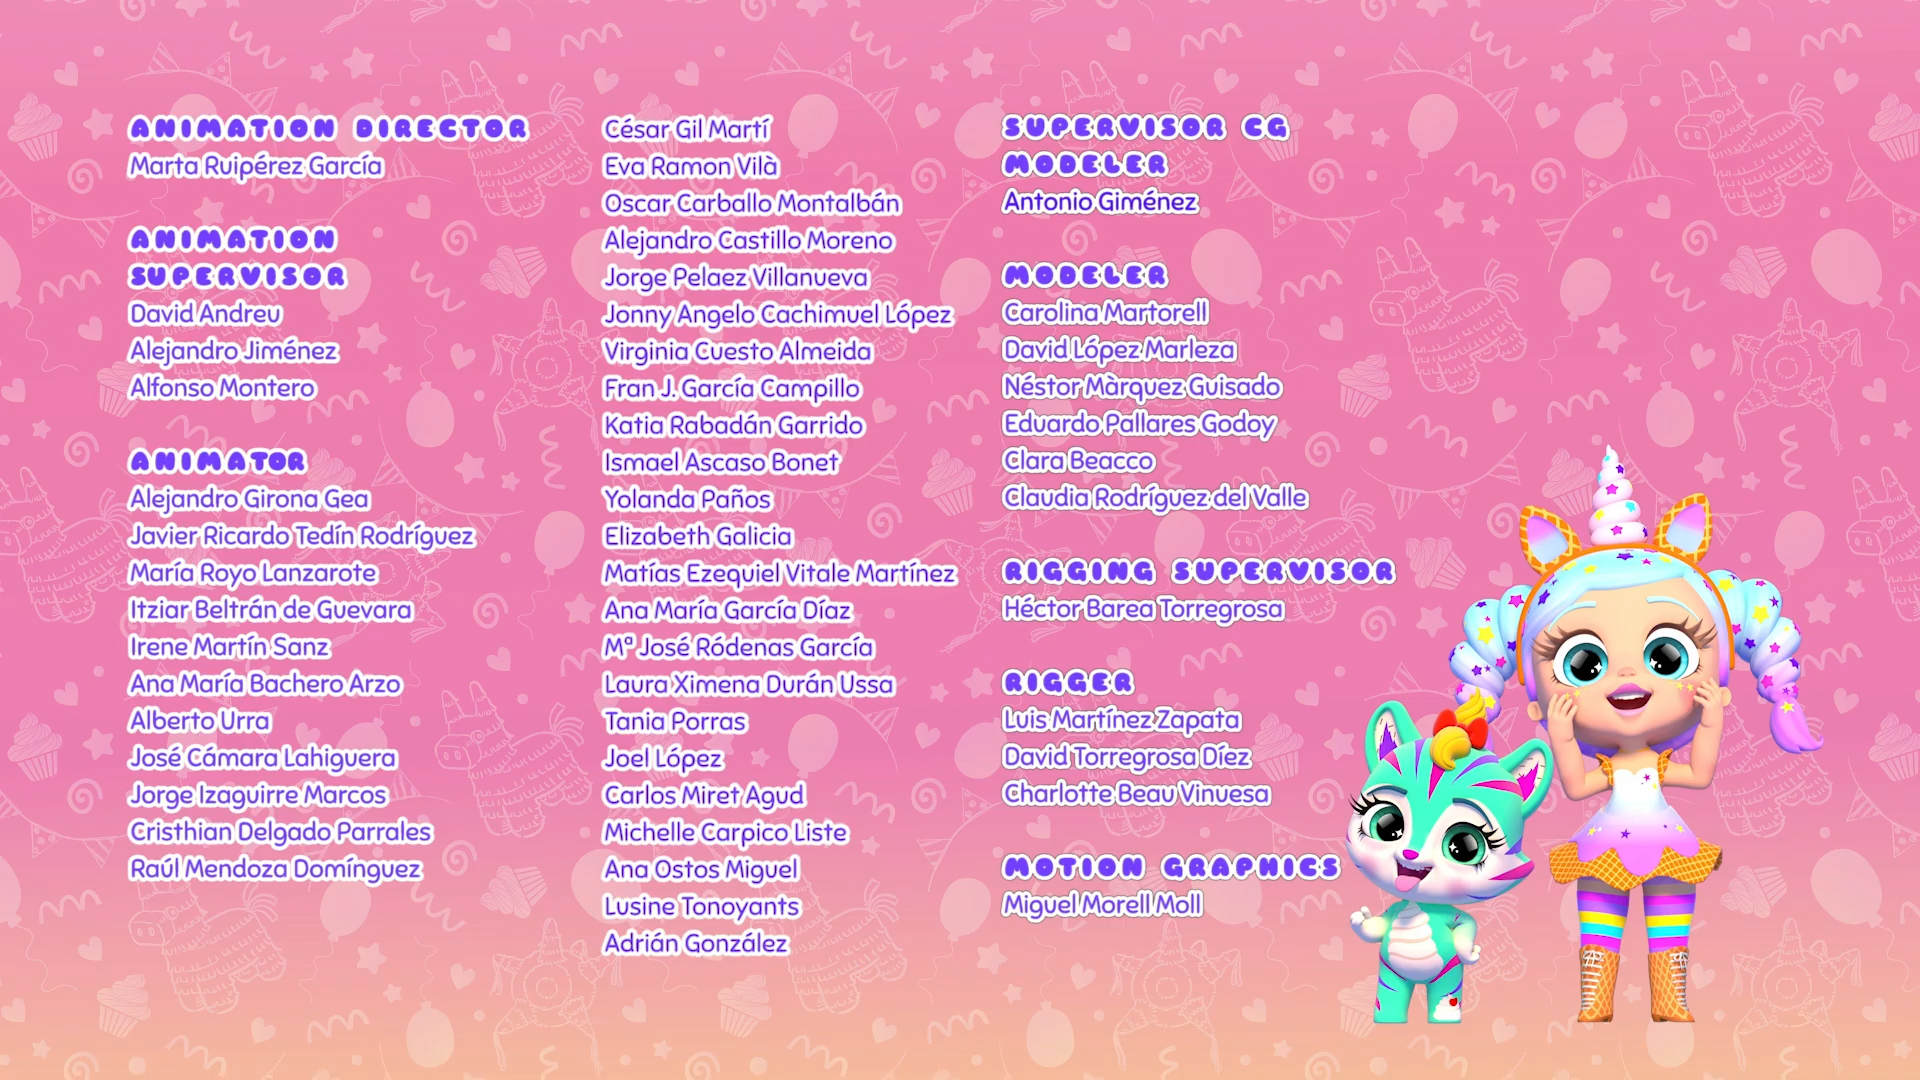 ANIMATION DIRECTOR
Marta Ruipérez García
ANIMATION
SUPERVISOR
David Andreu
Alejandro Jiménez
Alfonso Montero
ANIMATOR
Alejandro Girona Gea
Javier Ricardo Tedín Rodríguez
María Royo Lanzarote
Itziar Beltrán de Guevara
Irene Martín Sanz
Ana María Bachero Arzo
Alberto Urra
José Cámara Lahiguera
Jorge Izaguirre Marcos
Cristhian Delgado Parrales
Raúl Mendoza Domínguez
César Gil Martí
Eva Ramon Vilà
Oscar Carballo Montalbán
Alejandro Castillo Moreno
Jorge Pelaez Villanueva
Jonny Angelo Cachimuel López
Virginia Cuesto Almeida
Fran J. García Campillo
Katia Rabadán Garrido
Ismael Ascaso Bonet
Yolanda Paños
Elizabeth Galicia
Matías Ezequiel Vitale Martínez
Ana María García Díaz
Mª José Ródenas García
Laura Ximena Durán Ussa
Tania Porras
Joel López
Carlos Miret Agud
Michelle Carpico Liste
Ana Ostos Miguel
Lusine Tonoyants
Adrián González
SUPERVISOR CG
MODELER
Antonio Giménez
MODELER
Carolina Martorell
David López Marleza
Néstor Màrquez Guisado
Eduardo Pallares Godoy
Clara Beacco
Claudia Rodríguez del Valle
RIGGING SUPERVISOR
Héctor Barea Torregrosa
RIGGER
Luis Martínez Zapata
David Torregrosa Díez
Charlotte Beau Vinuesa
MOTION GRAPHICS
Miguel Morell Moll